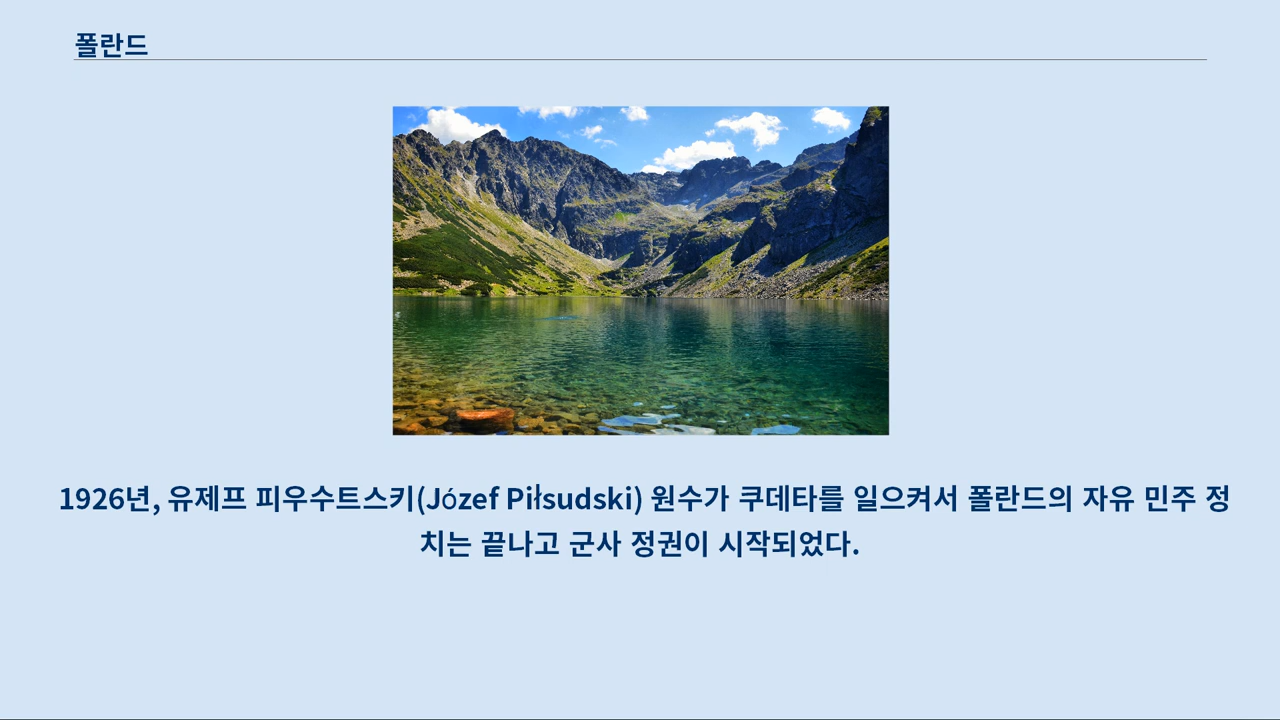 폴란드
1926년, 유제프 피우수트스키(Józef Piłsudski) 원수가 쿠데타를 일으켜서 폴란드의 자유 민주 정
치는 끝나고 군사 정권이 시작되었다.